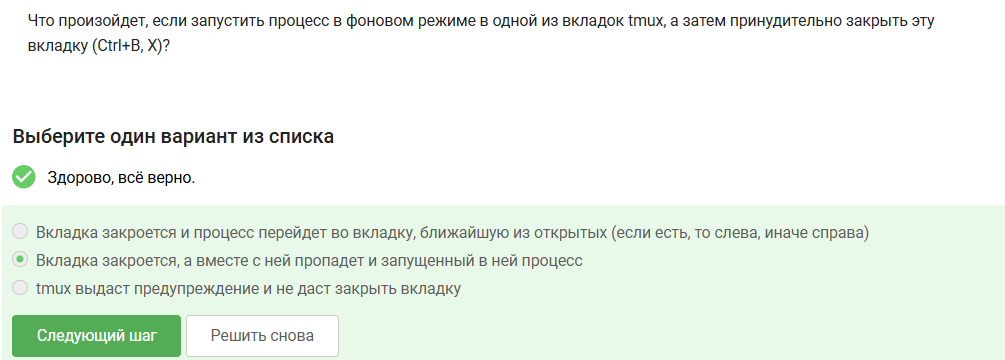 Что произойдет, если запустить процесс в фоновом режиме в одной из вкладок tmux, а затем принудительно закрыть эту
вкладку (Ctrl+B, X)?
Выберите один вариант из списка
Здорово, всё верно.
Вкладка закроется и процесс перейдет во вкладку, ближайшую из открытых (если есть, то слева, иначе справа)
Вкладка закроется, а вместе с ней пропадет и запущенный в ней процесс
tmux выдаст предупреждение и не даст закрыть вкладку
Следующий шаг
Решить снова